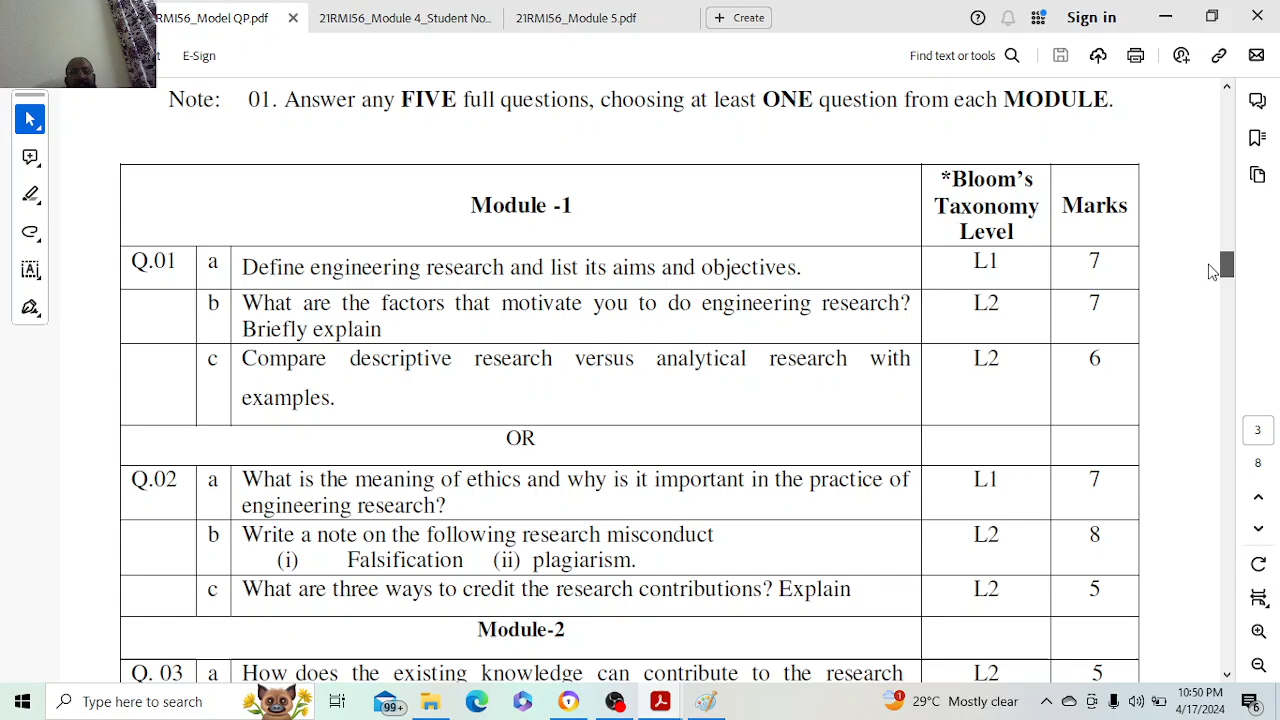 RMI56_Model QP.pdf
21RMI56_Module 4_Student No...
21RMI56_Module 5.pdf
Create
Sign in
E-Sign
Find text or tools
Note: 01. Answer any FIVE full questions, choosing at least ONE question from each MODULE.
Module -1
*Bloom's
Taxonomy
Level
Marks
Q.01 a Define engineering research and list its aims and objectives. L1 7
b What are the factors that motivate you to do engineering research? L2 7
Briefly explain
c Compare descriptive research versus analytical research with L2 6
examples.
OR
Q.02 a What is the meaning of ethics and why is it important in the practice of L1 7
engineering research?
b Write a note on the following research misconduct L2 8
(i) Falsification (ii) plagiarism.
c What are three ways to credit the research contributions? Explain L2 5
Module-2
Q. 03 a How does the existing knowledge can contribute to the research L2 5
3
8
Type here to search
99+
1
29°C Mostly clear
10:50 PM
4/17/2024
6